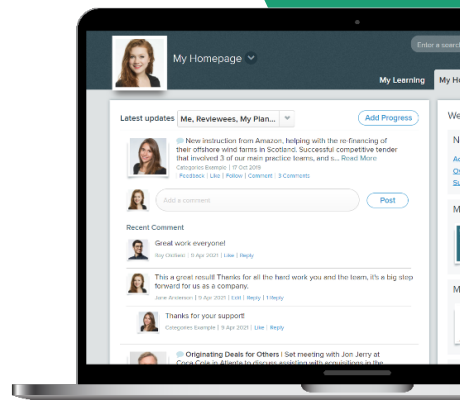 My Homepage
Enter a search
My Learning
My Ho
Latest updates
Me, Reviewees, My Plan...
Add Progress
We
New instruction from Amazon, helping with the re-financing of
their offshore wind farms in Scotland. Successful competitive tender
that involved 3 of our main practice teams, and s... Read More
Categories Example | 17 Oct 2019
Feedback | Like | Follow | Comment | 3 Comments
Add a comment
Post
Recent Comment
Great work everyone!
Roy Oldfield | 5 Apr 2021 | Like | Reply
This a great result! Thanks for all the hard work you and the team, it's a big step
forward for us as a company.
Jane Anderson | 9 Apr 2021 | Edit | Reply | 1 Reply
Thanks for your support!
Categories Example | 9 Apr 2021 | Like | Reply
Originating Deals for Others | Set meeting with Jon Jerry at
Coca Cola in Atlanta to discuss assisting with acquisitions in the
N
Su
M
M